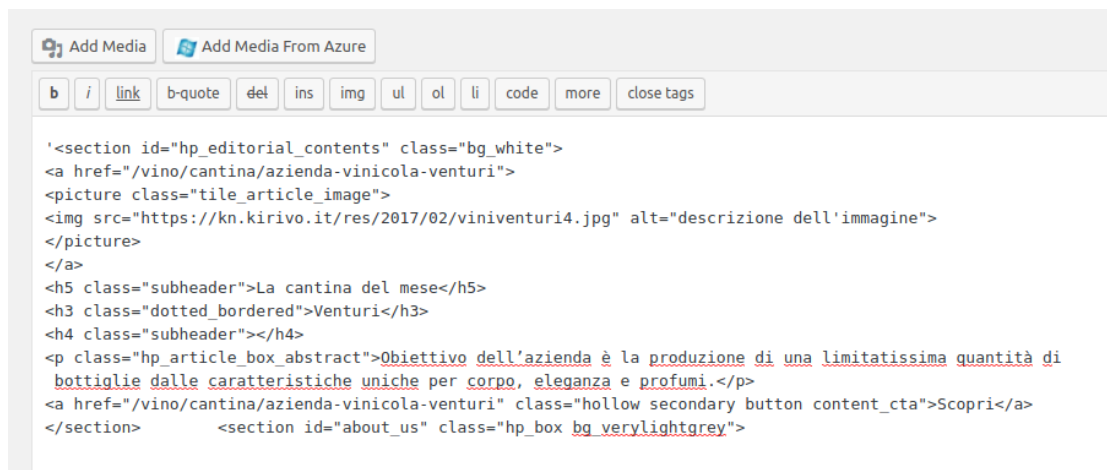 Add Media Add Media From Azure
b i link b-quote del ins img ul ol li code more close tags
'<section id="hp_editorial_contents" class="bg_white">
<a href="/vino/cantina/azienda-vinicola-venturi">
<picture class="tile_article_image">
<img src="https://kn.kirivo.it/res/2017/02/viniventuri4.jpg" alt="descrizione dell'immagine">
</picture>
</a>
<h5 class="subheader">La cantina del mese</h5>
<h3 class="dotted_bordered">Venturi</h3>
<h4 class="subheader"></h4>
<p class="hp_article_box_abstract">Obiettivo dell’azienda è la produzione di una limitatissima quantità di
bottiglie dalle caratteristiche uniche per corpo, eleganza e profumi.</p>
<a href="/vino/cantina/azienda-vinicola-venturi" class="hollow secondary button content_cta">Scopri</a>
</section> <section id="about_us" class="hp_box bg_verylightgrey">